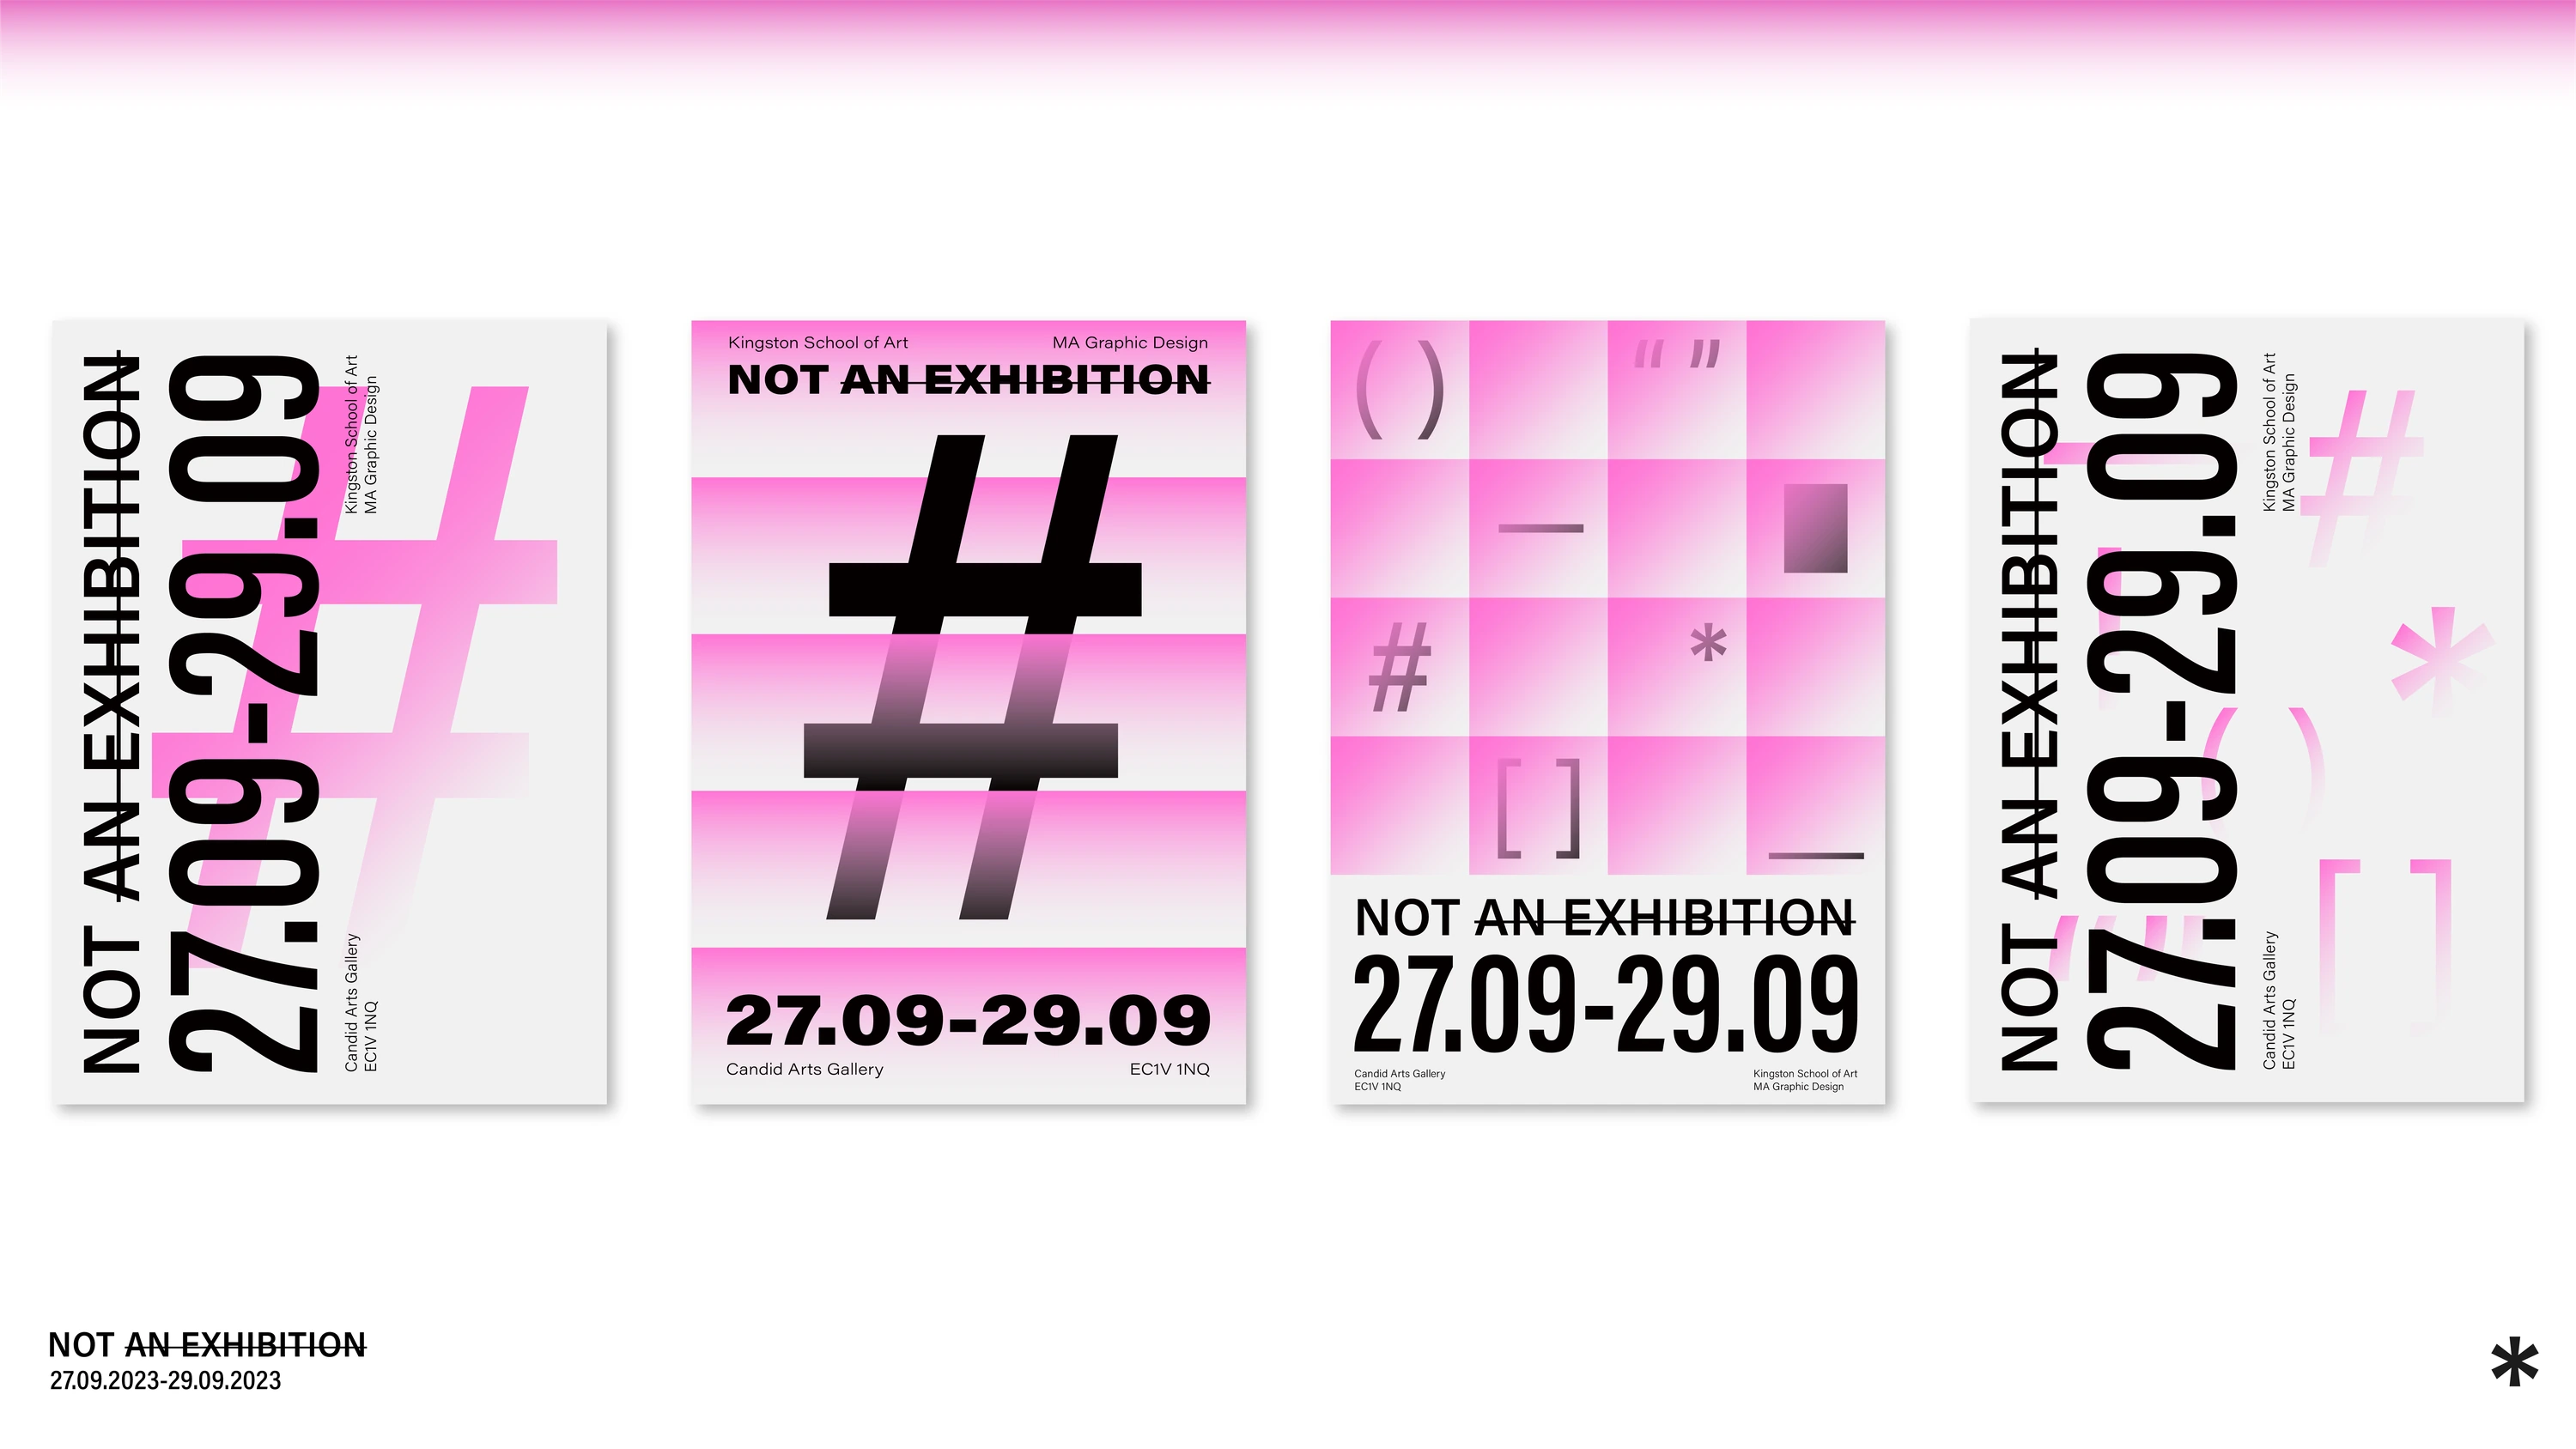 NOT AN EXHIBITION
27.09-29.09
Candid Arts Gallery
EC1V 1NQ
Kingston School of Art
MA Graphic Design
#
Kingston School of Art MA Graphic Design
NOT AN EXHIBITION
#
27.09-29.09
Candid Arts Gallery EC1V 1NQ
( ) “ ”
—
# *
[ ] _
NOT AN EXHIBITION
27.09-29.09
Candid Arts Gallery
EC1V 1NQ
Kingston School of Art
MA Graphic Design
NOT AN EXHIBITION
27.09-29.09
Candid Arts Gallery
EC1V 1NQ
Kingston School of Art
MA Graphic Design
#
*
( )
[ ]
NOT AN EXHIBITION
27.09.2023-29.09.2023
*